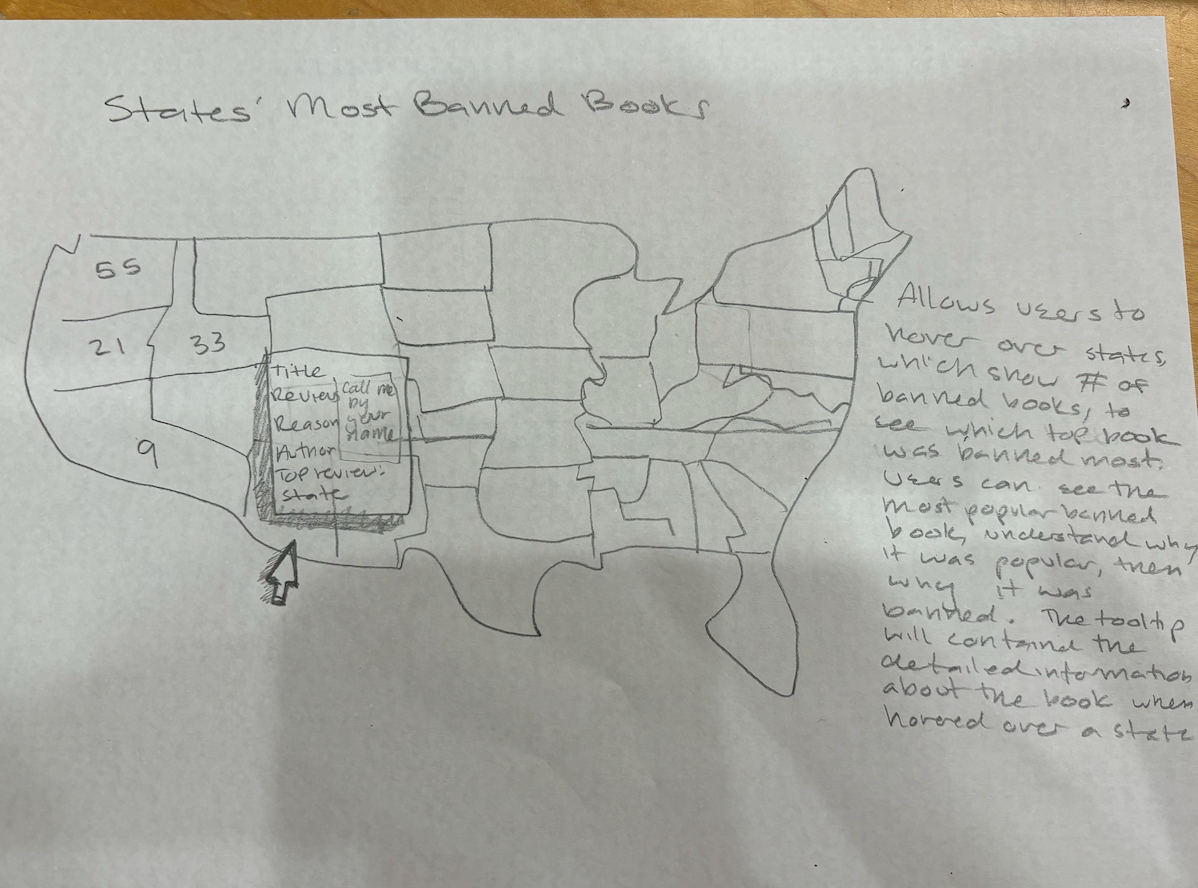 States' Most Banned Books
55
21
33
9
Title
Review
Reason
Author
Top review:
State
Call me
by
your
name
Allows users to
hover over states,
which show # of
banned books, to
see which top book
was banned most.
Users can see the
most popular banned
book, understand why
it was popular, then
why it was
banned. The tooltip
will contained the
detailed information
about the book when
hovered over a state